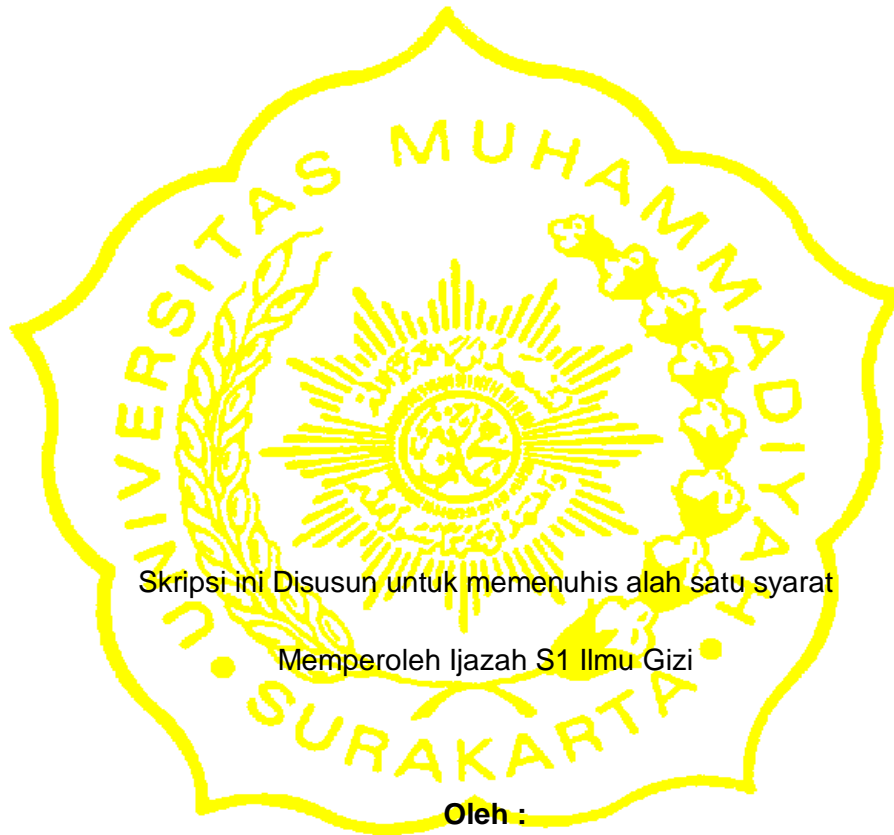 UNIVERSITAS MUHAMMADIYAH
SURAKARTA
Skripsi ini Disusun untuk memenuhis alah satu syarat
Memperoleh Ijazah S1 Ilmu Gizi
Oleh :